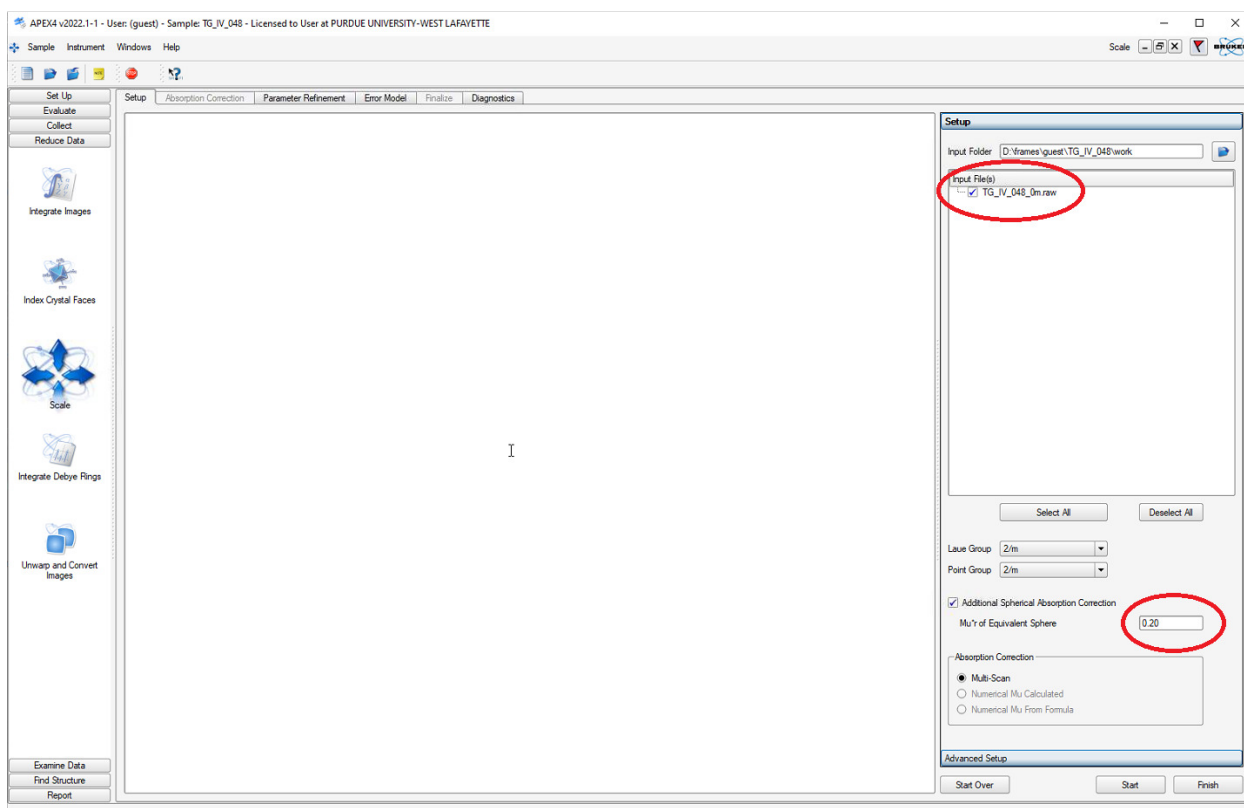 APEX4 v2022.1-1 - User: (guest) - Sample: TG_IV_048 - Licensed to User at PURDUE UNIVERSITY-WEST LAFAYETTE
Sample Instrument Windows Help
Scale
BRUKER
STOP
Set Up
Evaluate
Collect
Reduce Data
Integrate Images
Index Crystal Faces
Scale
Integrate Debye Rings
Unwarp and Convert
Images
Examine Data
Find Structure
Report
Setup Absorption Correction Parameter Refinement Error Model Finalize Diagnostics
Setup
Input Folder D:\frames\guest\TG_IV_048\work
Input File(s)
TG_IV_048_0m.raw
Select All Deselect All
Laue Group 2/m
Point Group 2/m
Additional Spherical Absorption Correction
Mu*r of Equivalent Sphere 0.20
Absorption Correction
Multi-Scan
Numerical Mu Calculated
Numerical Mu From Formula
Advanced Setup
Start Over Start Finish